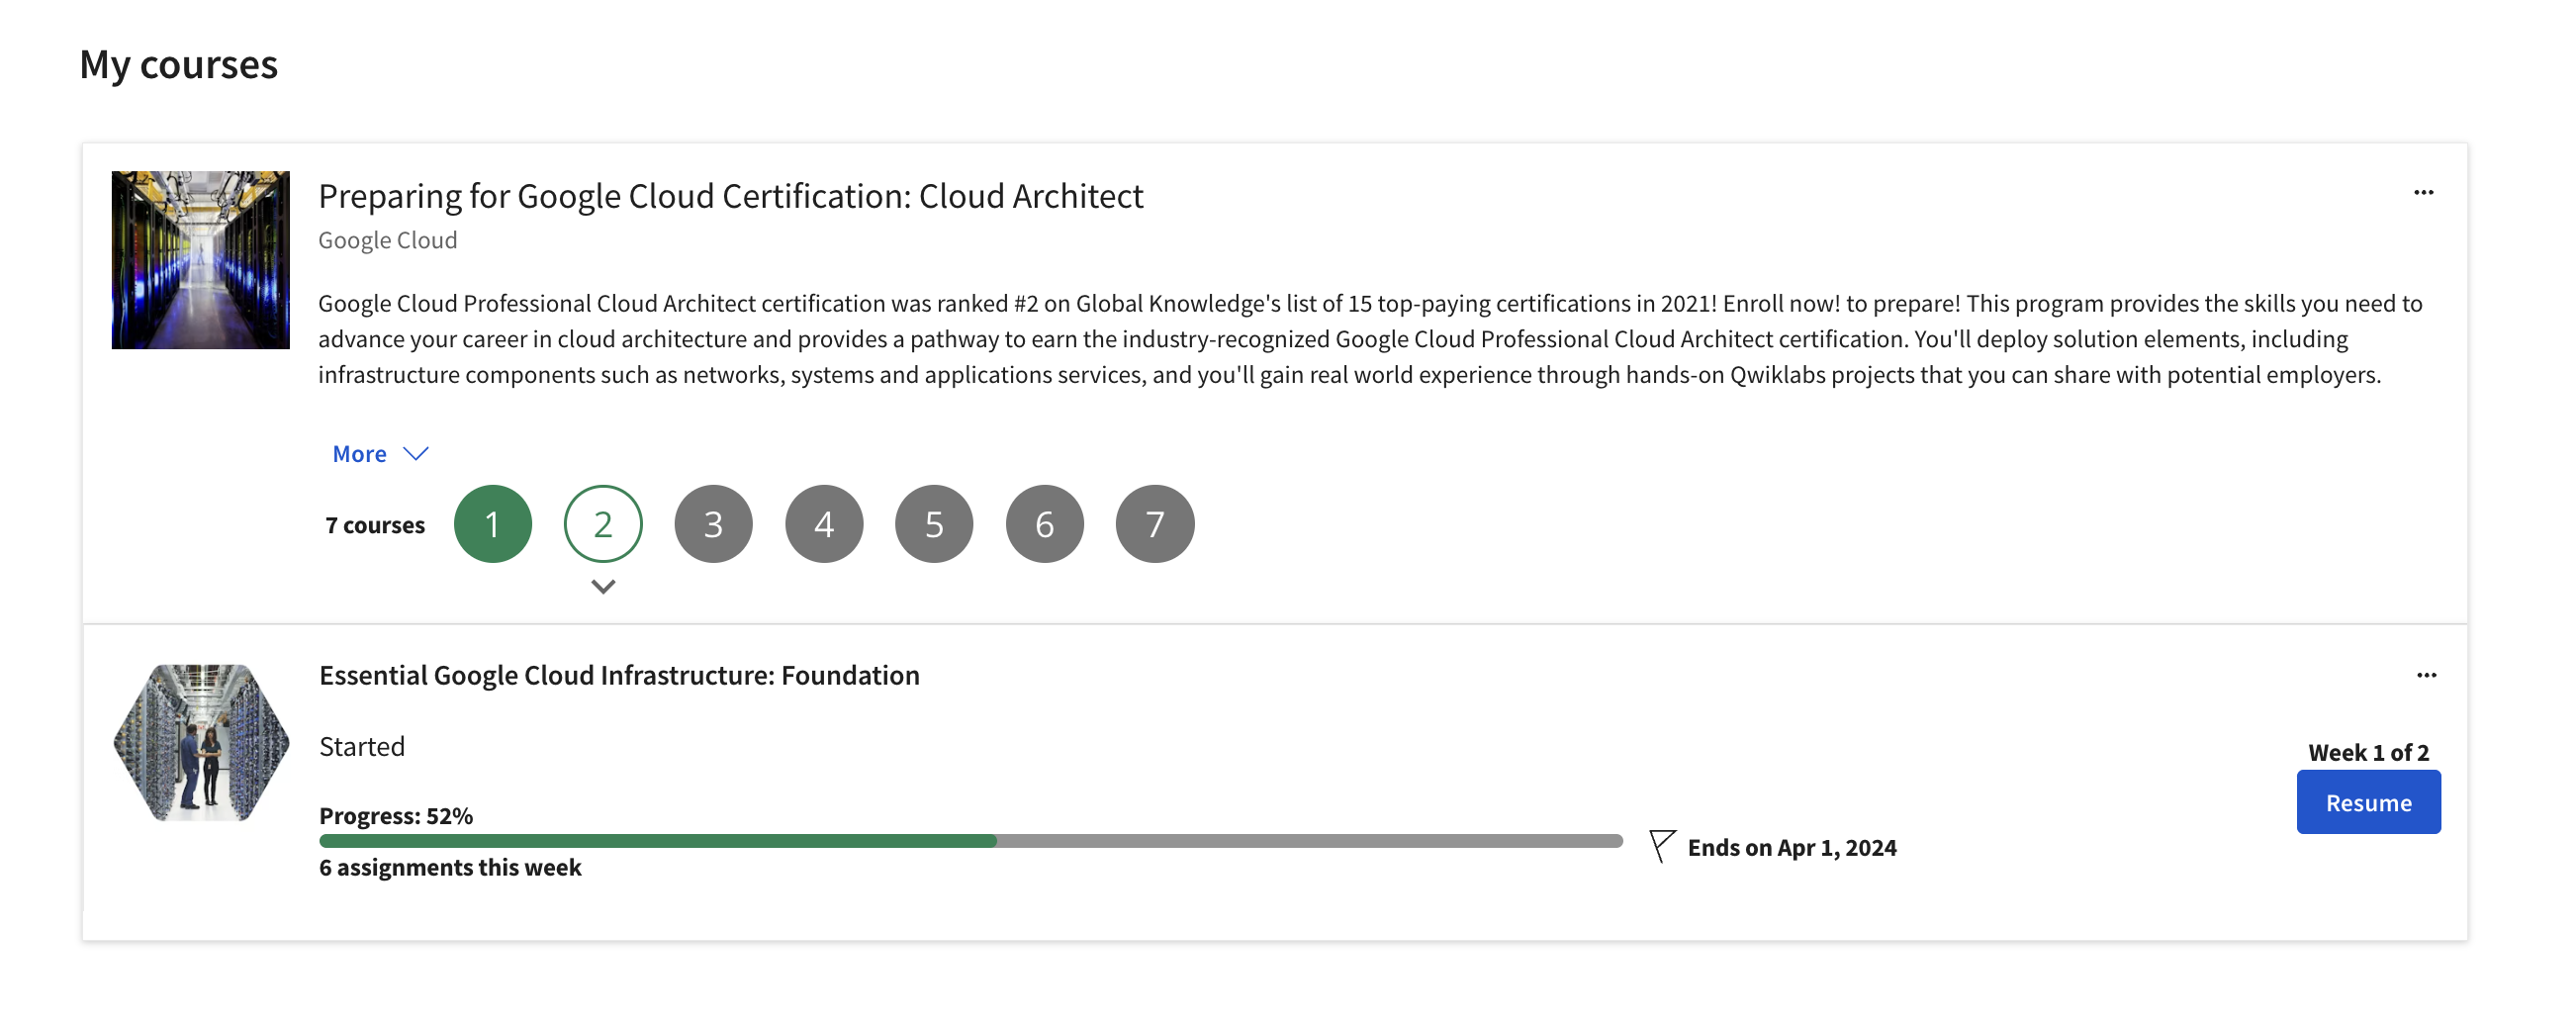 My courses
Preparing for Google Cloud Certification: Cloud Architect
Google Cloud
Google Cloud Professional Cloud Architect certification was ranked #2 on Global Knowledge's list of 15 top-paying certifications in 2021! Enroll now! to prepare! This program provides the skills you need to
advance your career in cloud architecture and provides a pathway to earn the industry-recognized Google Cloud Professional Cloud Architect certification. You'll deploy solution elements, including
infrastructure components such as networks, systems and applications services, and you'll gain real world experience through hands-on Qwiklabs projects that you can share with potential employers.
More
7 courses 1 2 3 4 5 6 7
Essential Google Cloud Infrastructure: Foundation
Started
Week 1 of 2
Resume
Progress: 52%
Ends on Apr 1, 2024
6 assignments this week